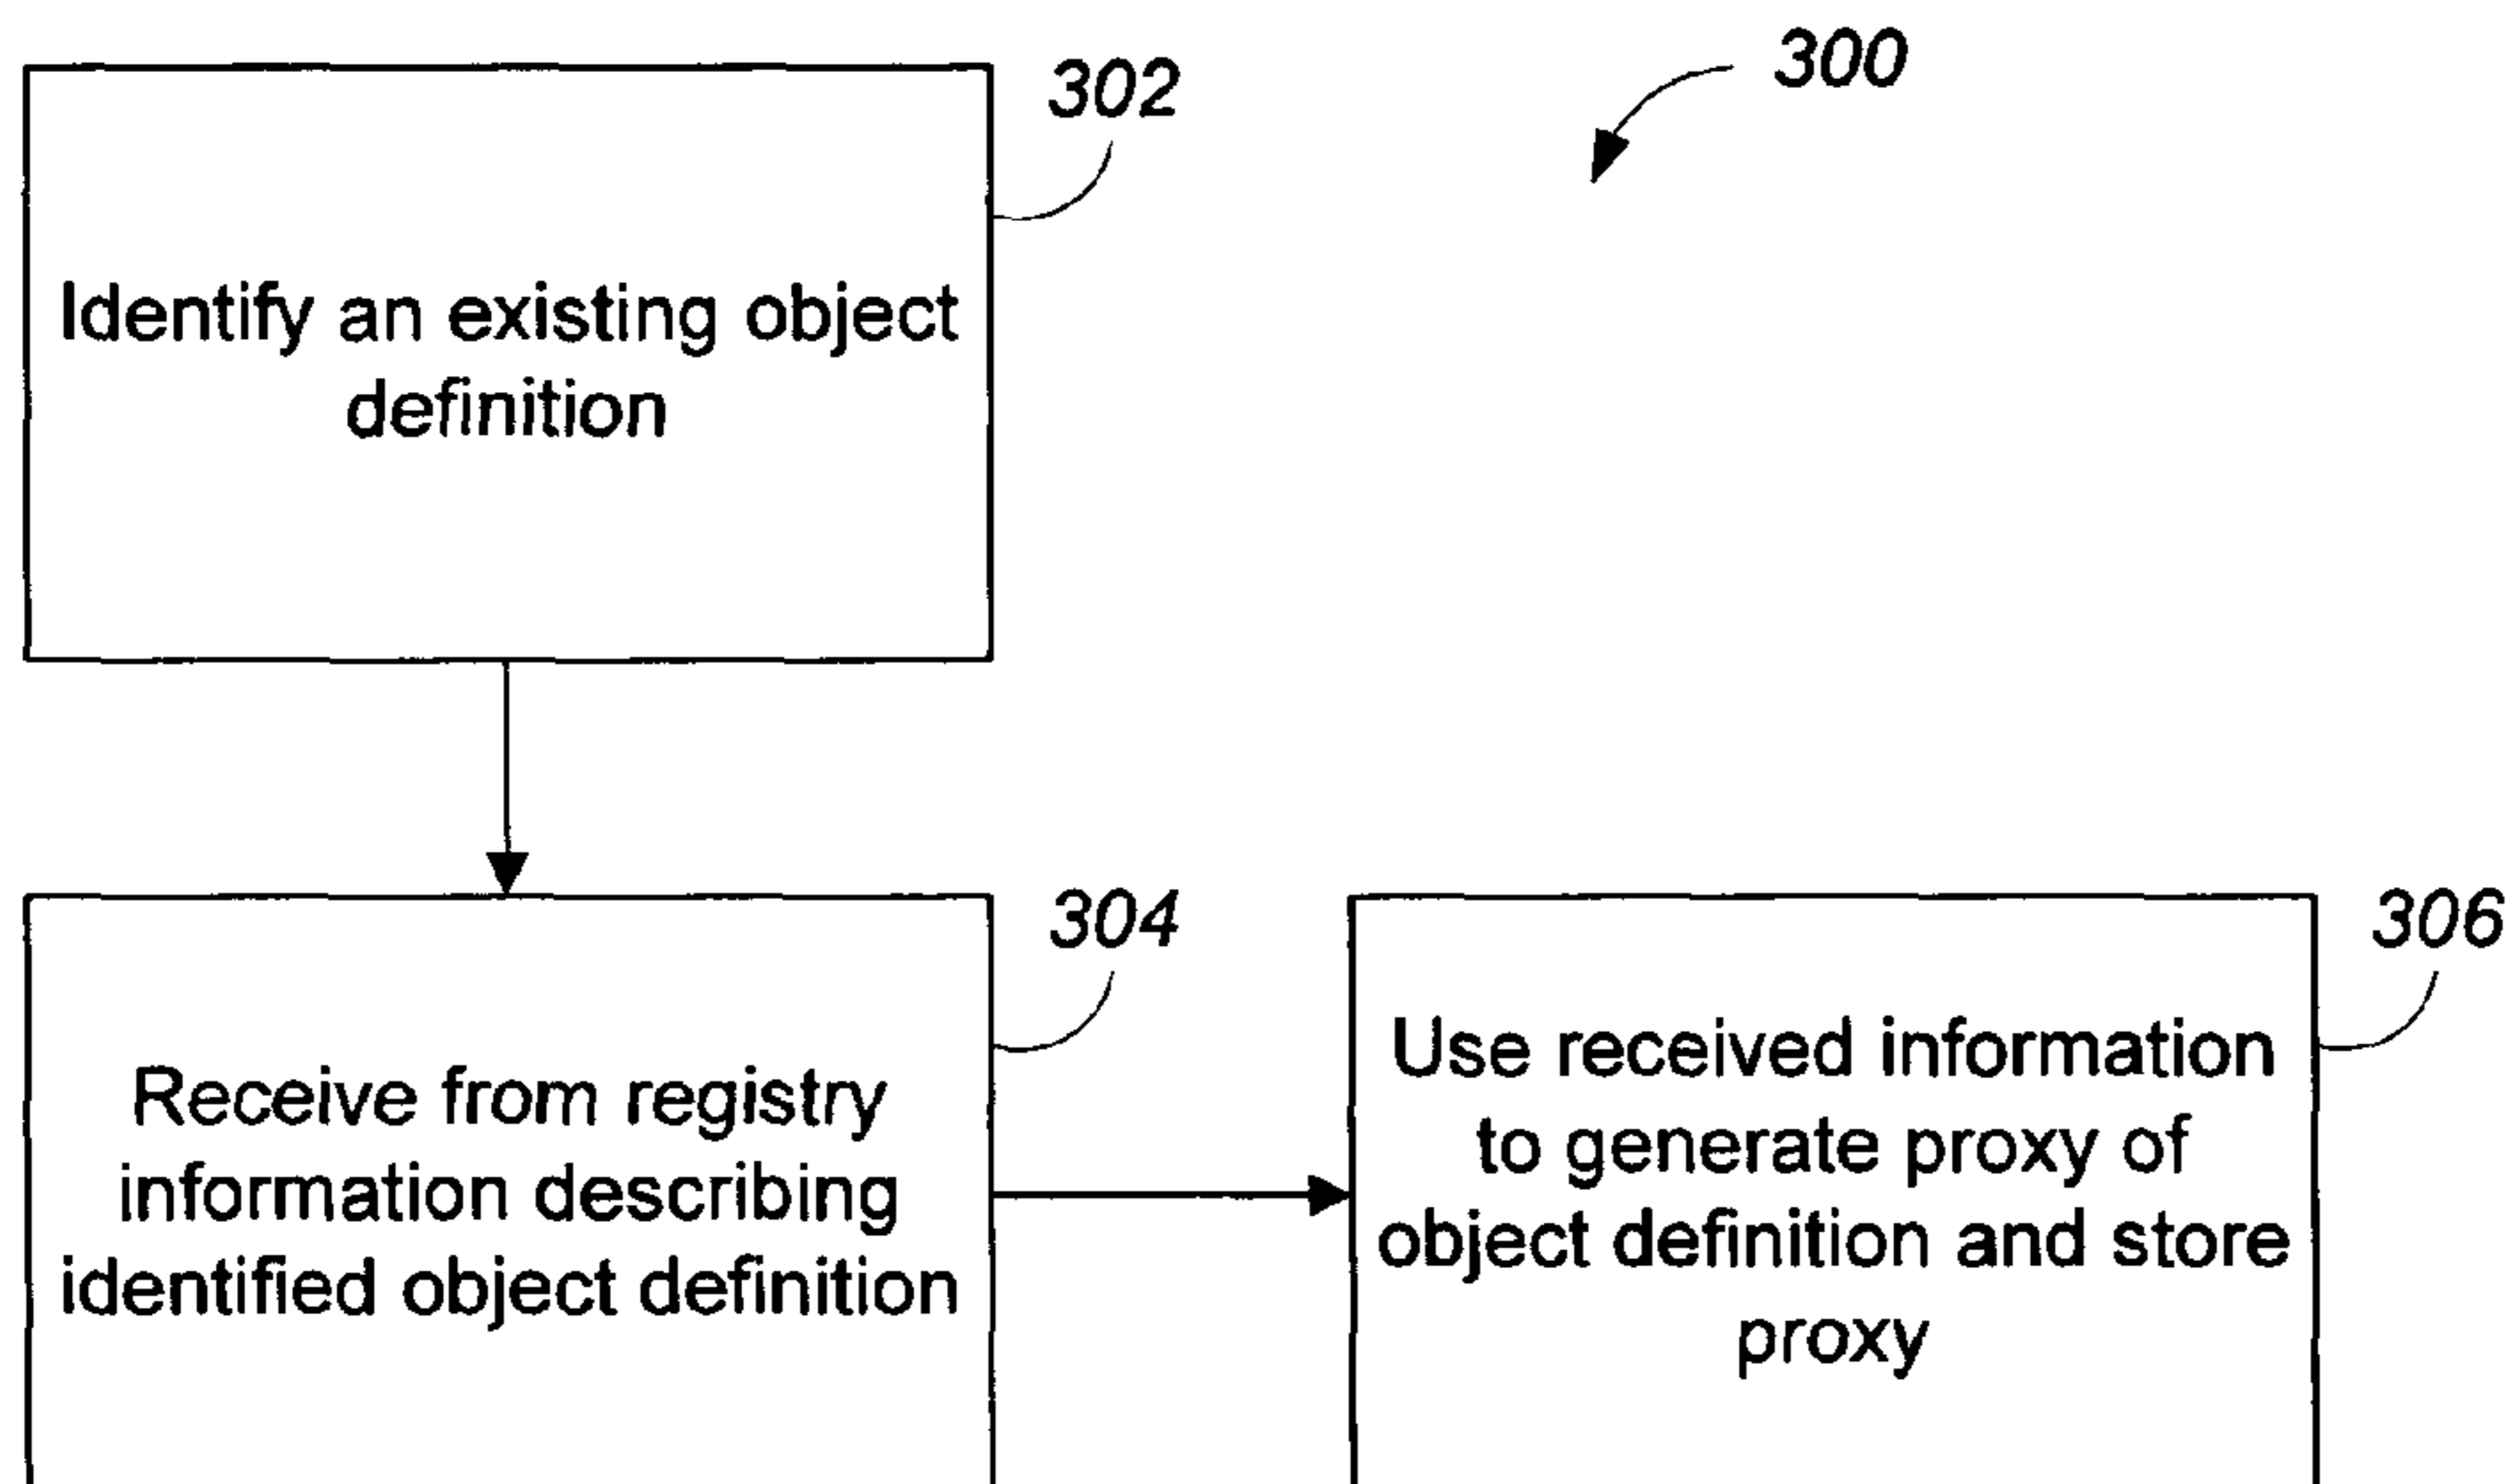 300
302
Identify an existing object
definition
304
Receive from registry
information describing
identified object definition
306
Use received information
to generate proxy of
object definition and store
proxy